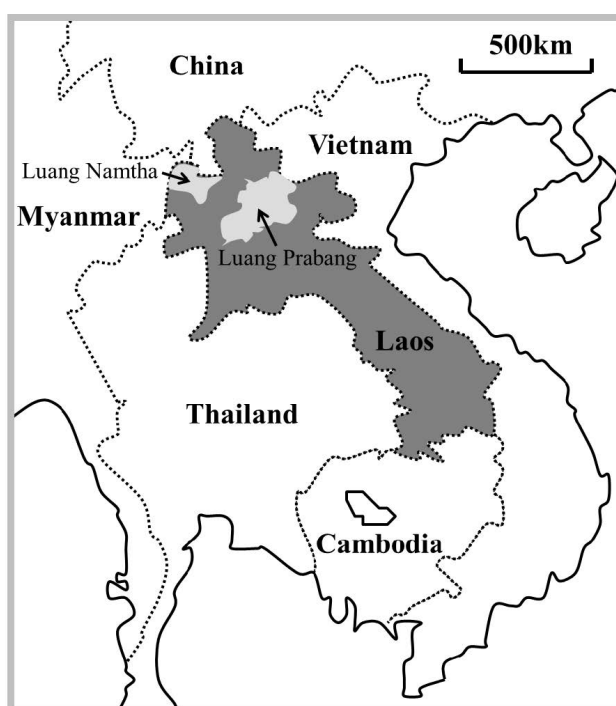 500km
China
Vietnam
Luang Namtha
Myanmar
Luang Prabang
Laos
Thailand
Cambodia